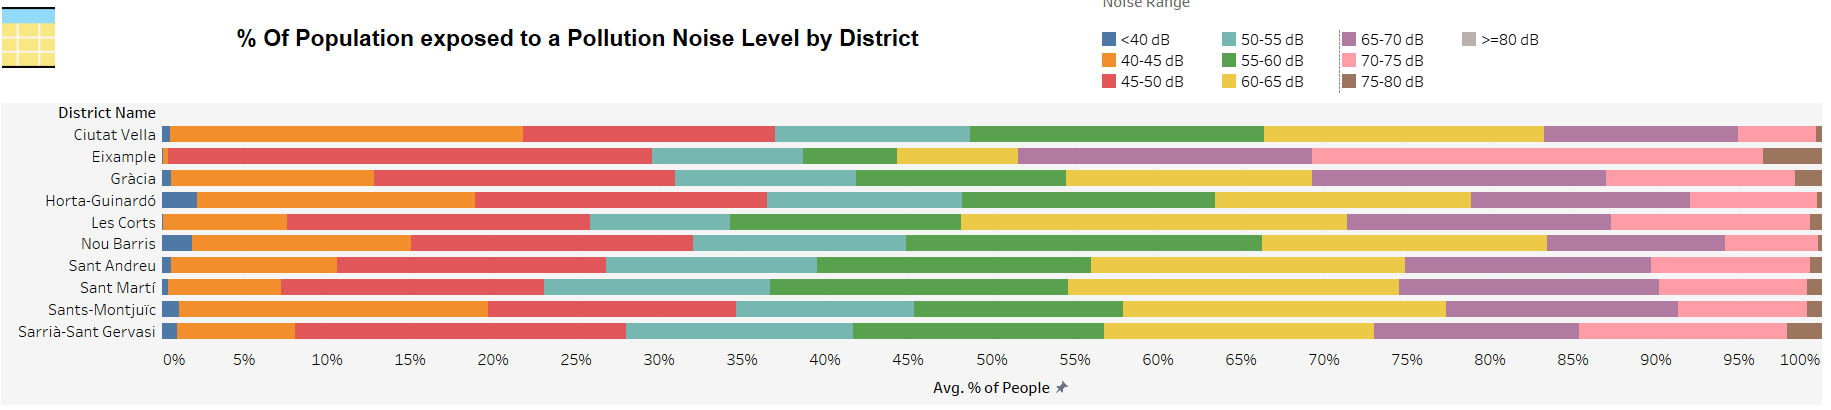 Noise Range
% Of Population exposed to a Pollution Noise Level by District
<40 dB 50-55 dB 65-70 dB >=80 dB
40-45 dB 55-60 dB 70-75 dB
45-50 dB 60-65 dB 75-80 dB
District Name
Ciutat Vella
Eixample
Gràcia
Horta-Guinardó
Les Corts
Nou Barris
Sant Andreu
Sant Martí
Sants-Montjuïc
Sarrià-Sant Gervasi
0% 5% 10% 15% 20% 25% 30% 35% 40% 45% 50% 55% 60% 65% 70% 75% 80% 85% 90% 95% 100%
Avg. % of People